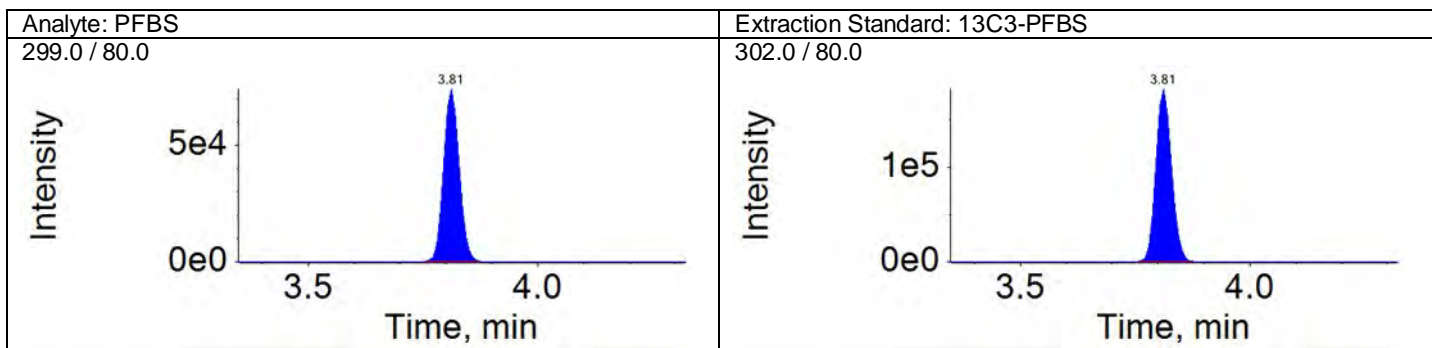 Analyte: PFBS
Extraction Standard: 13C3-PFBS
299.0 / 80.0
302.0 / 80.0
3.81
5e4
0e0
3.5
4.0
Intensity
Time, min
3.81
1e5
0e0
3.5
4.0
Intensity
Time, min